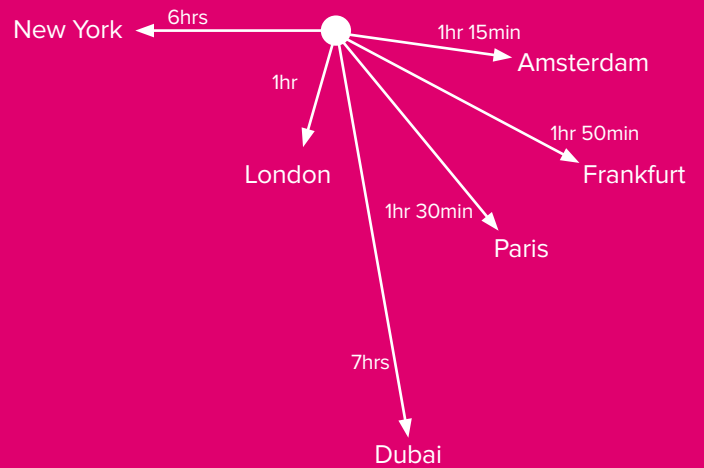 6hrs
New York
1hr 15min
Amsterdam
1hr
1hr 50min
London
Frankfurt
1hr 30min
Paris
7hrs
Dubai